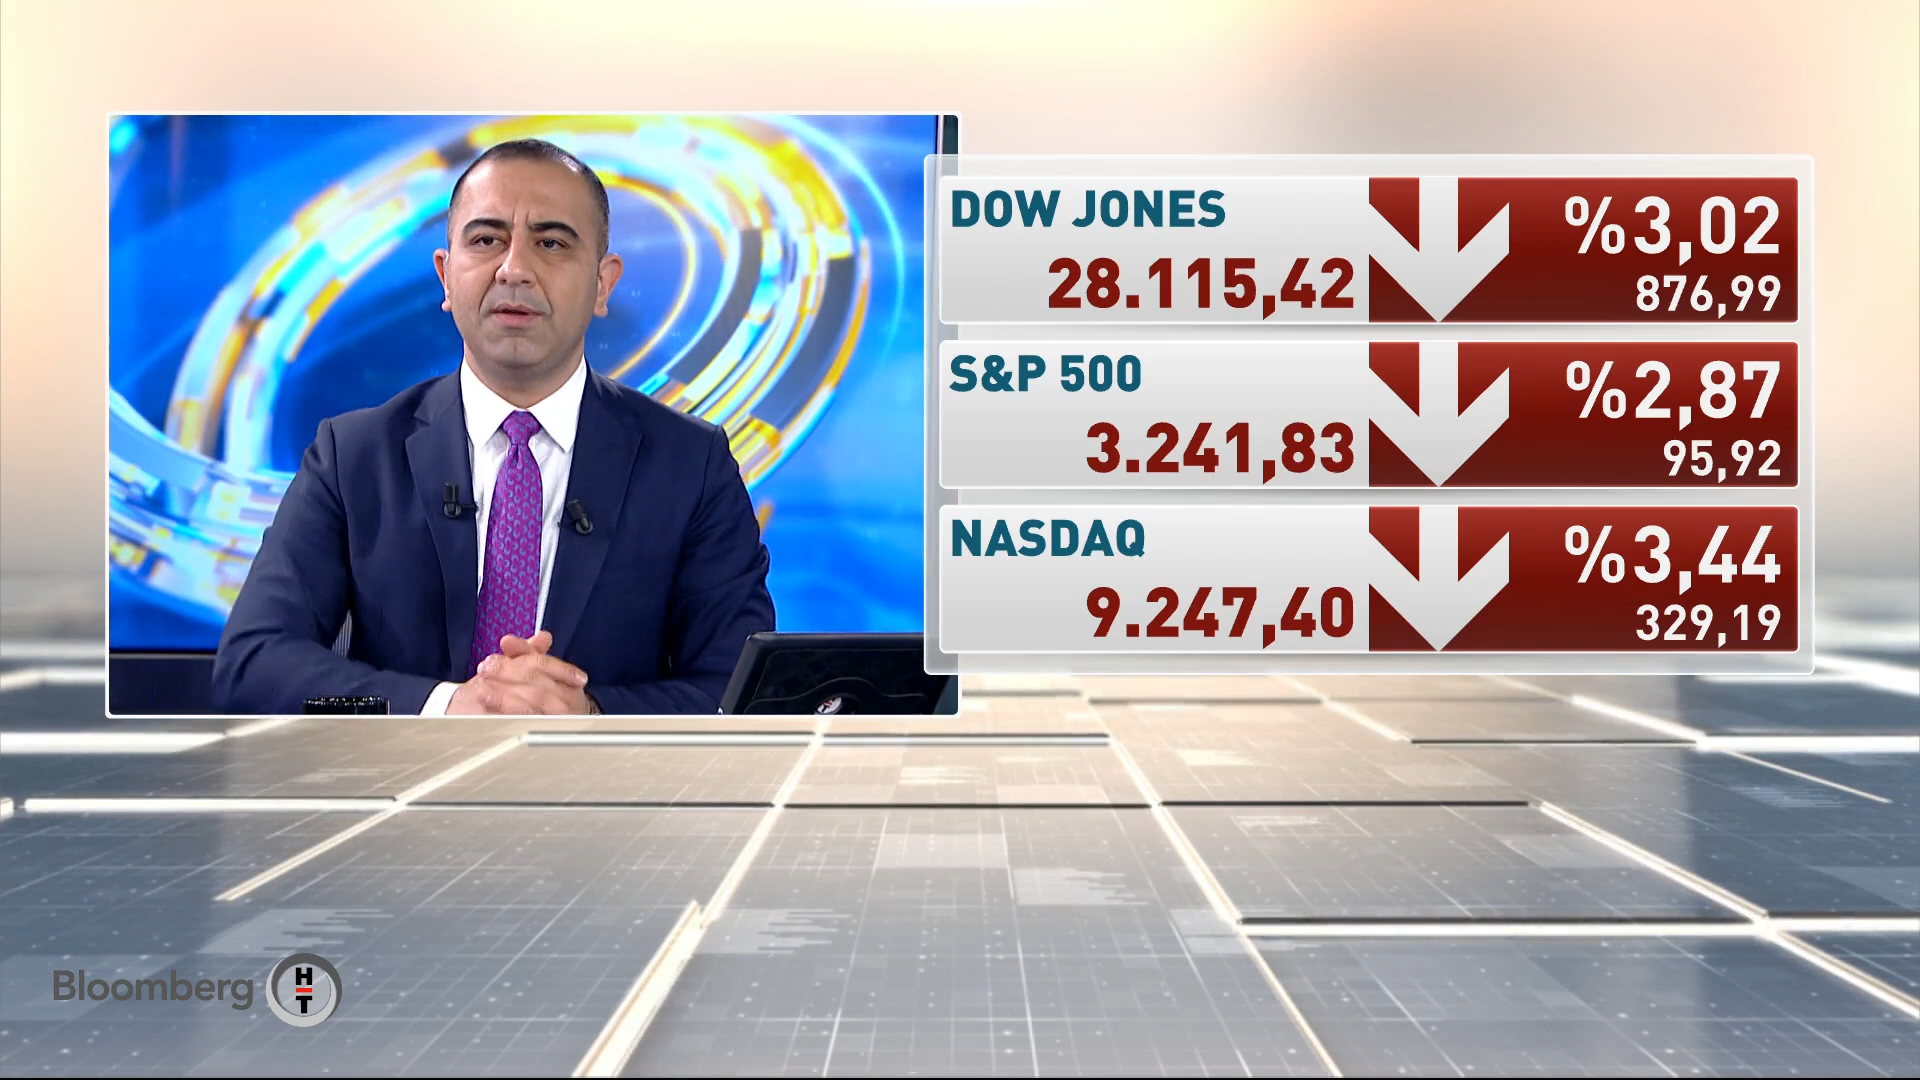 DOW JONES
28.115,42
%3,02
876,99
S&P 500
3.241,83
%2,87
95,92
NASDAQ
9.247,40
%3,44
329,19
Bloomberg HT